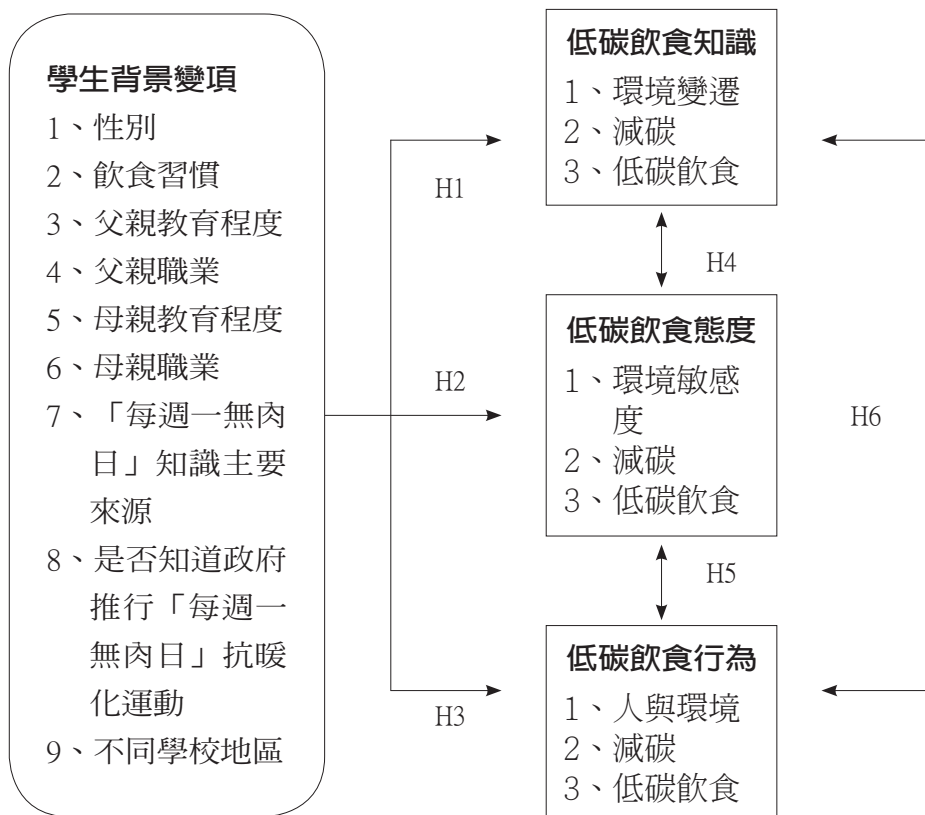 學生背景變項
1、性別
2、飲食習慣
3、父親教育程度
4、父親職業
5、母親教育程度
6、母親職業
7、「每週一無肉
日」知識主要
來源
8、是否知道政府
推行「每週一
無肉日」抗暖
化運動
9、不同學校地區
H1
H2
H3
低碳飲食知識
1、環境變遷
2、減碳
3、低碳飲食
H4
低碳飲食態度
1、環境敏感
度
2、減碳
3、低碳飲食
H5
低碳飲食行為
1、人與環境
2、減碳
3、低碳飲食
H6